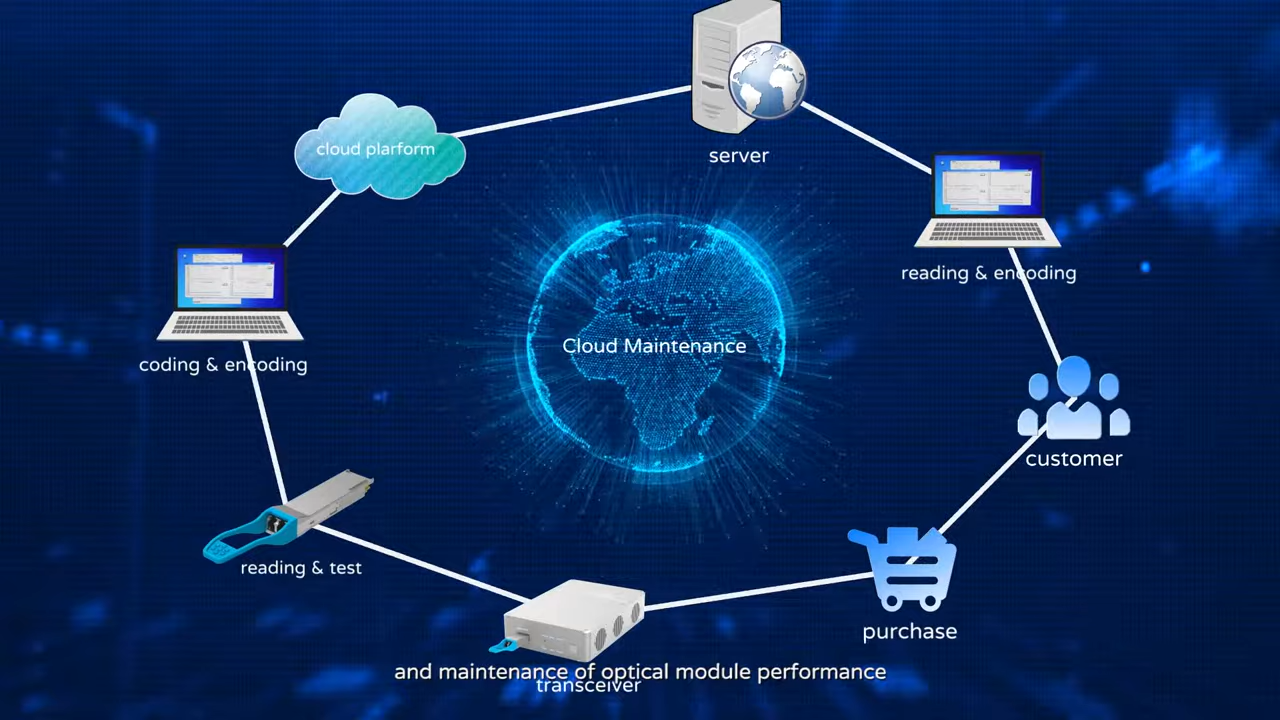 cloud plarform
server
reading & encoding
Cloud Maintenance
coding & encoding
customer
reading & test
purchase
and maintenance of optical module performance
transceiver